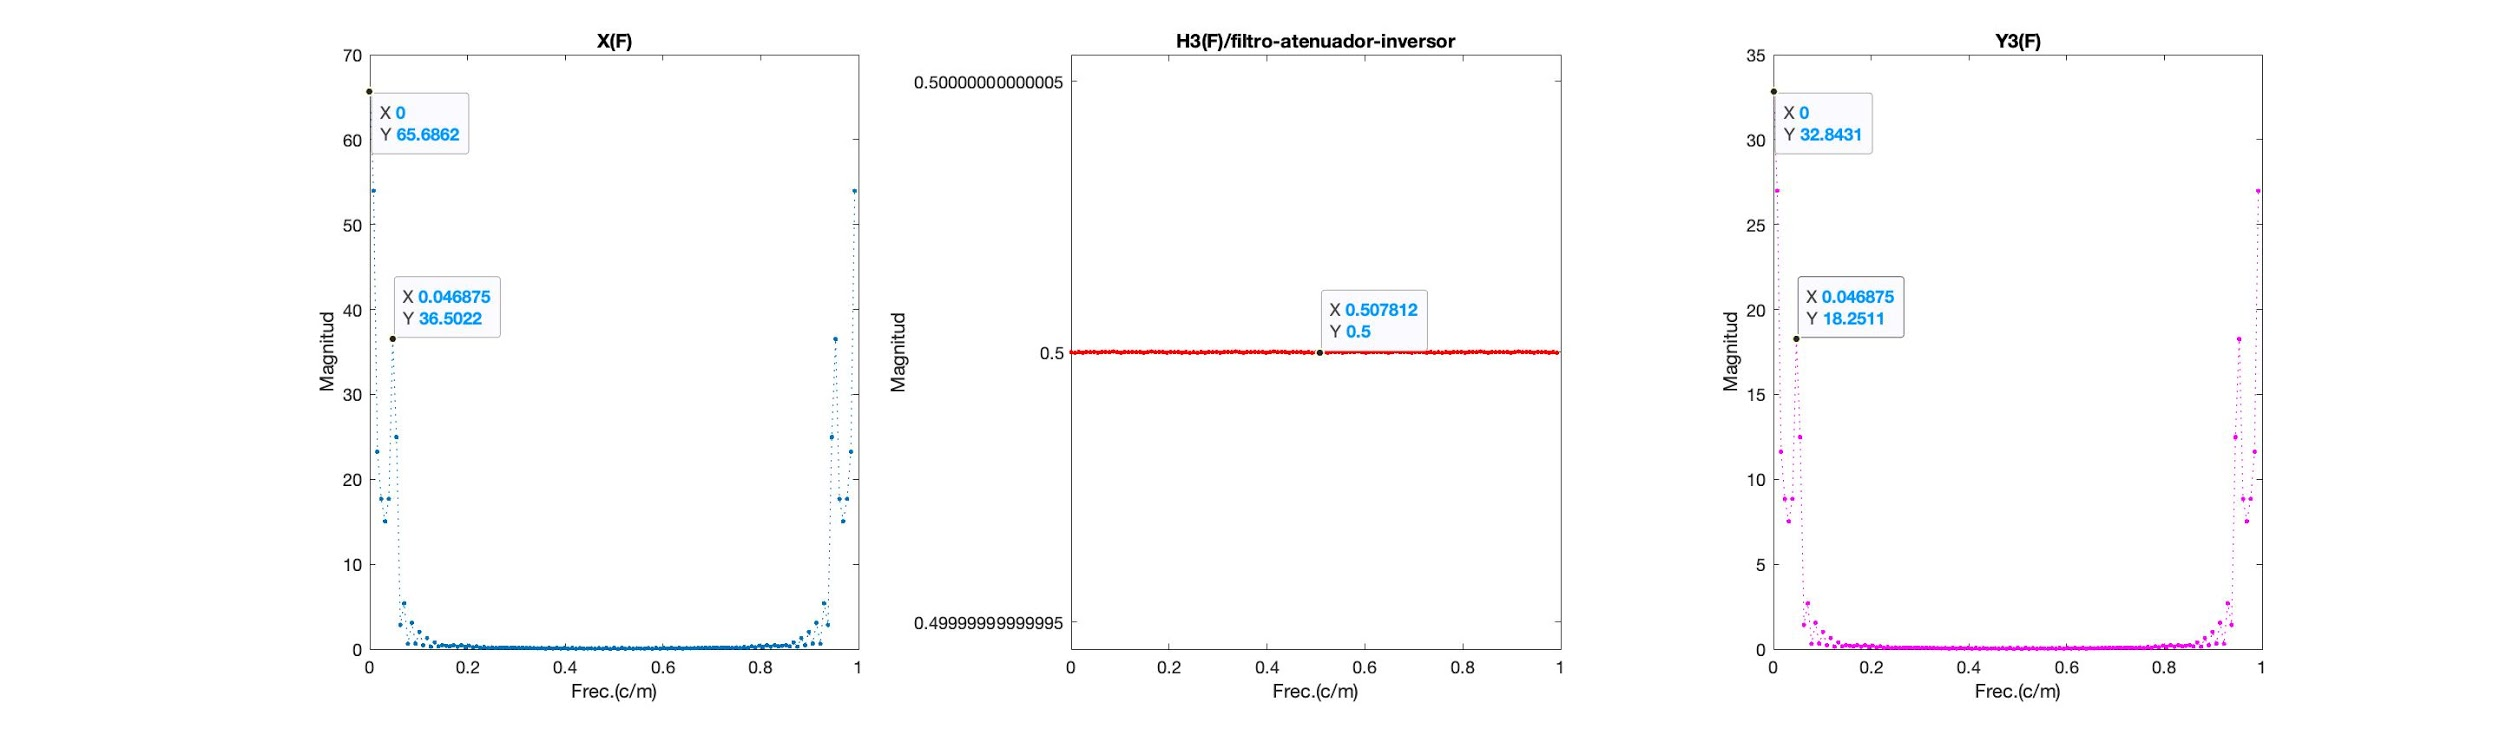 X(F)
70
60
50
40
30
20
10
0
0 0.2 0.4 0.6 0.8 1
Magnitud
Frec.(c/m)
X 0
Y 65.6862
X 0.046875
Y 36.5022
H3(F)/filtro-atenuador-inversor
0.50000000000005
0.5
0.49999999999995
0 0.2 0.4 0.6 0.8 1
Magnitud
Frec.(c/m)
X 0.507812
Y 0.5
Y3(F)
35
30
25
20
15
10
5
0
0 0.2 0.4 0.6 0.8 1
Magnitud
Frec.(c/m)
X 0
Y 32.8431
X 0.046875
Y 18.2511